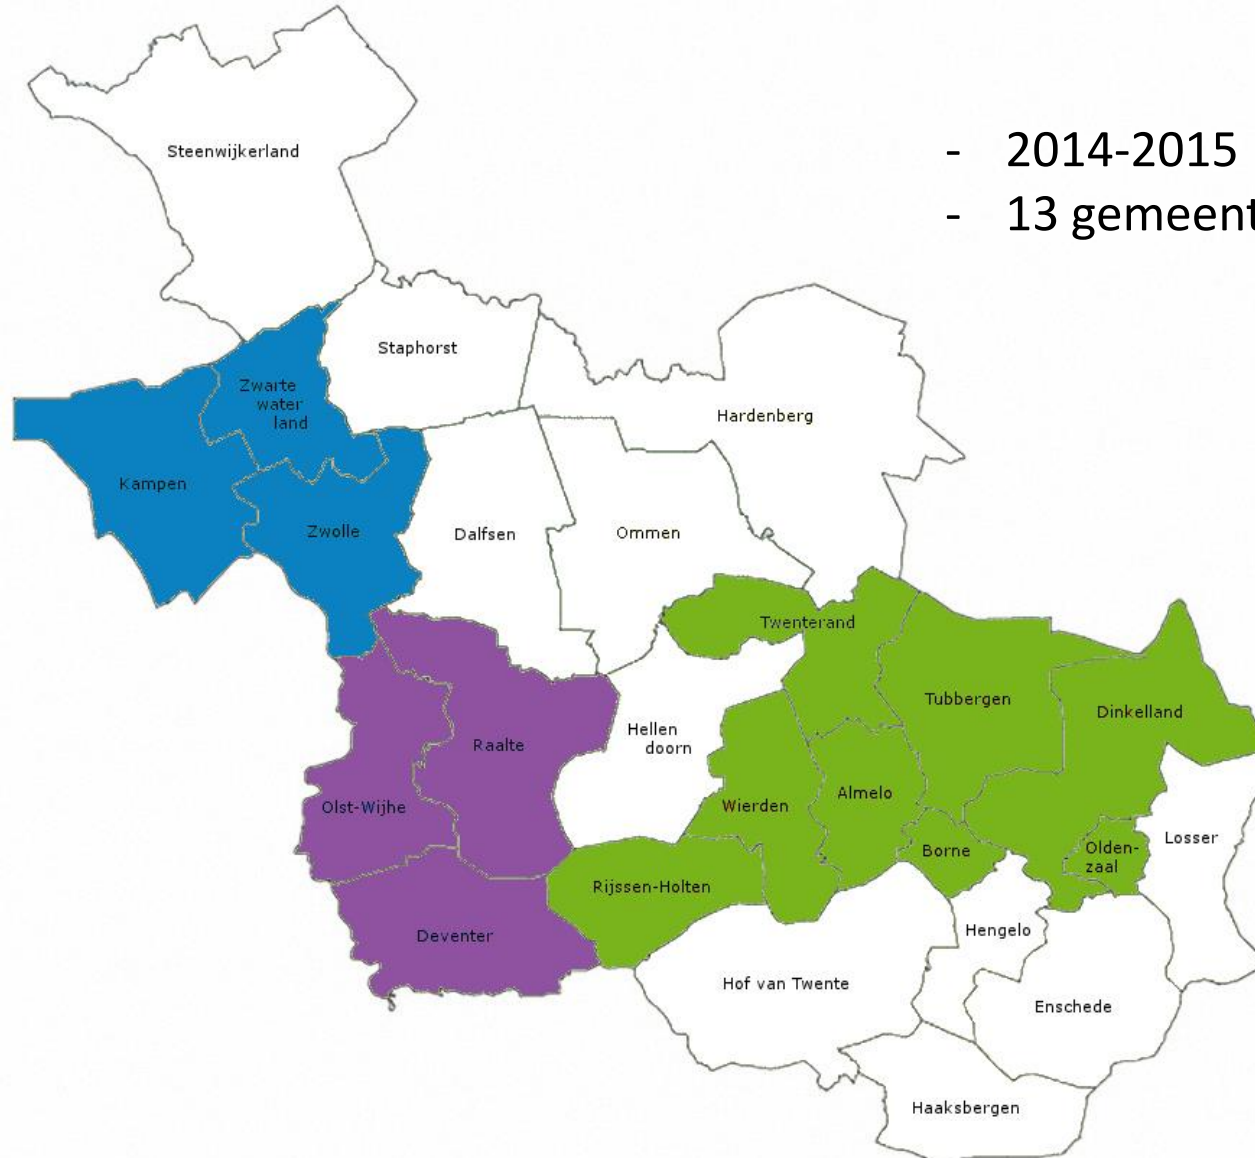 - 2014-2015
- 13 gemeent
Steenwijkerland
Staphorst
Zwarte
water
land
Hardenberg
Kampen
Zwolle
Dalfsen
Ommen
Twenterand
Tubbergen
Dinkelland
Hellen
doorn
Raalte
Olst-Wijhe
Wierden
Almelo
Losser
Borne
Olden-
zaal
Rijssen-Holten
Deventer
Hengelo
Hof van Twente
Enschede
Haaksbergen